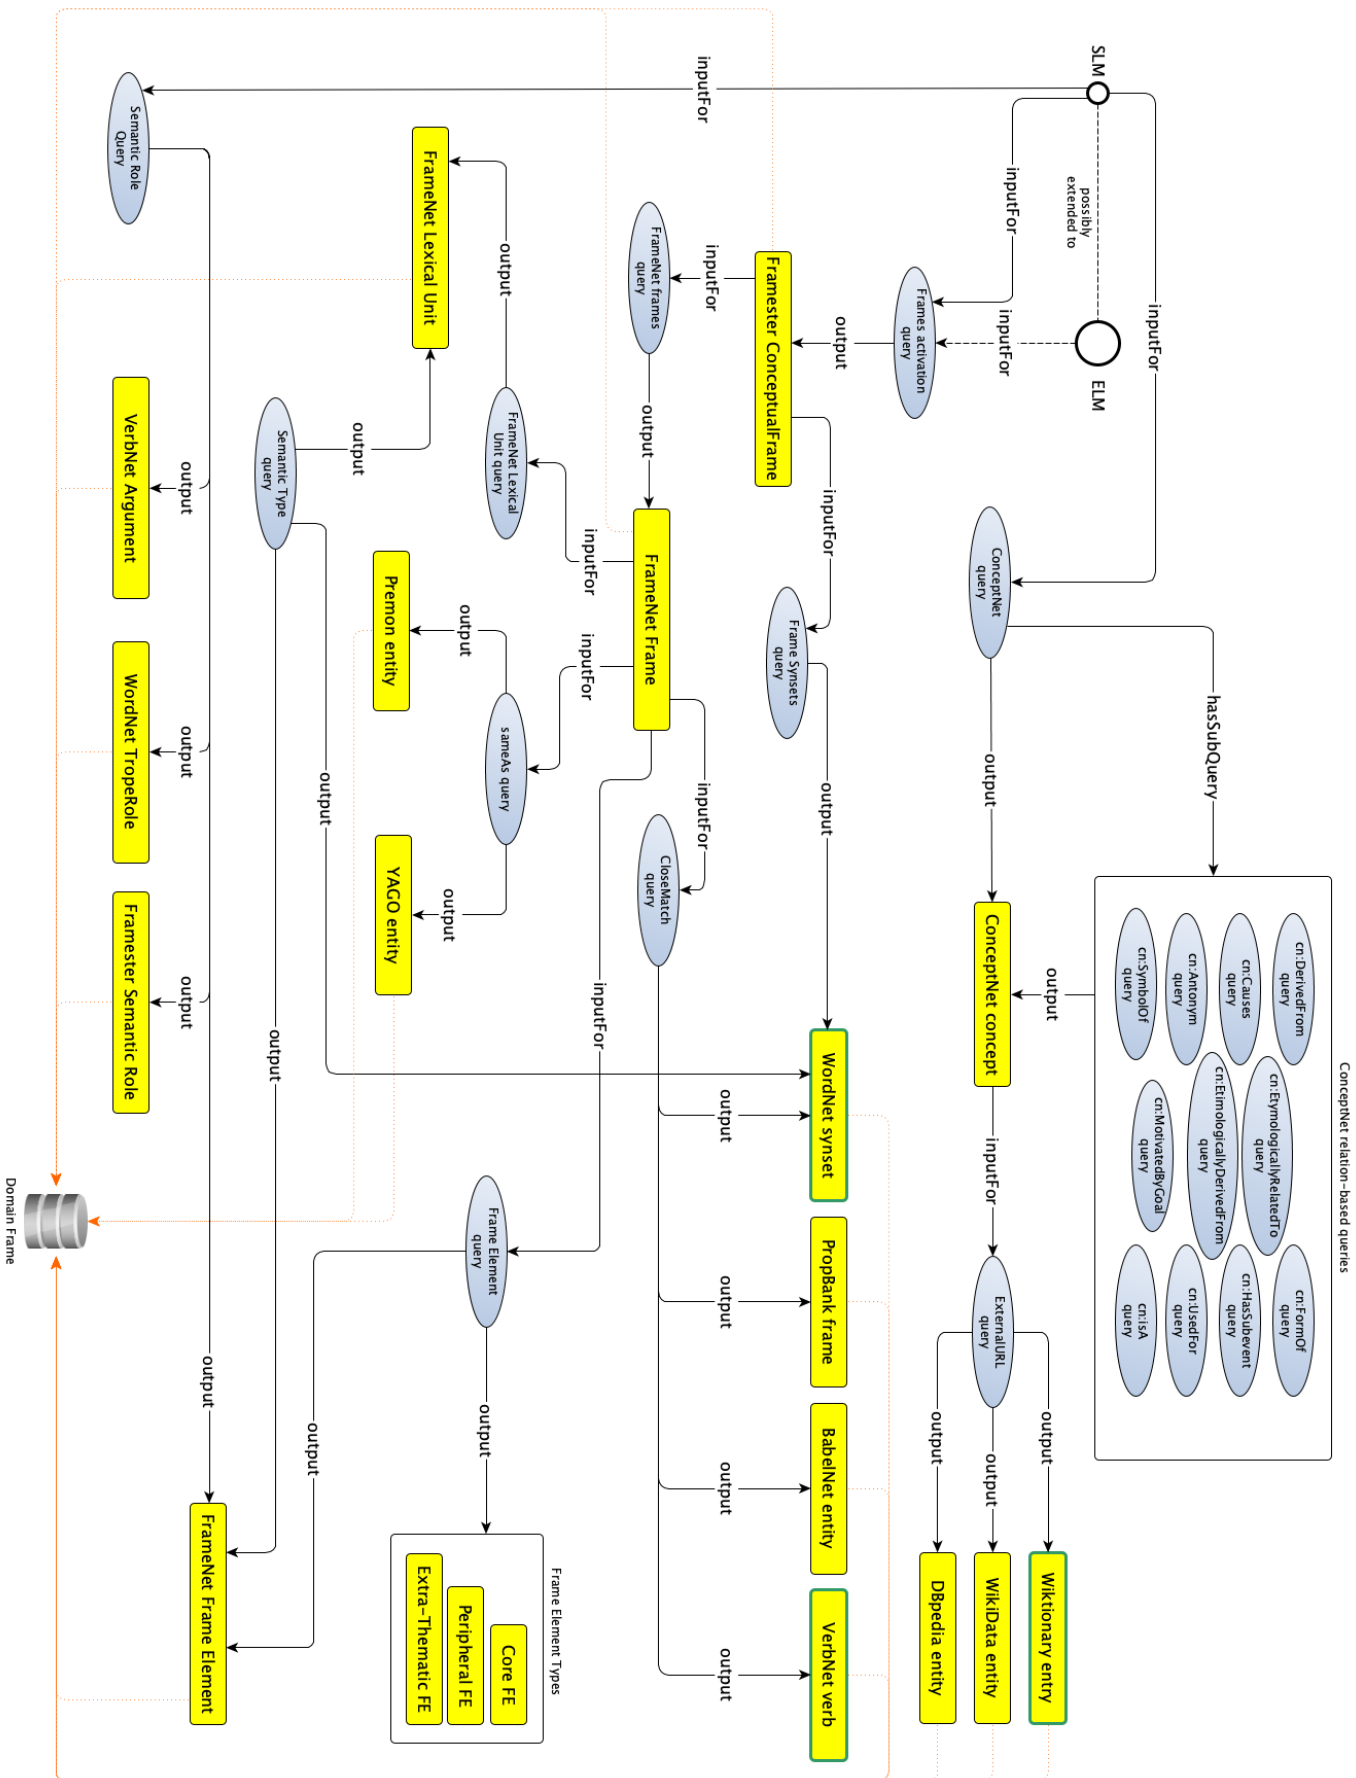 ConceptNet relation-based queries
cn:DerivedFrom
query
cn:EtymologicallyRelatedTo
query
cn:FormOf
query
cn:Causes
query
cn:EtimologicallyDerivedFrom
query
cn:HasSubevent
query
cn:Antonym
query
cn:MotivatedByGoal
query
cn:UsedFor
query
cn:SymbolOf
query
cn:isA
query
hasSubQuery
inputFor
SLM
possibly
extended to
ELM
output
output
Wiktionary entry
inputFor
inputFor
ConceptNet
query
output
ConceptNet concept
inputFor
ExternalURL
query
output
WikiData entity
output
DBpedia entity
Frames activation
query
output
inputFor
Frame Synsets
query
output
WordNet synset
PropBank frame
BabelNet entity
VerbNet verb
Framester ConceptualFrame
inputFor
inputFor
output
output
output
output
FrameNet frames
query
output
FrameNet Frame
CloseMatch
query
inputFor
inputFor
inputFor
inputFor
FrameNet Lexical
Unit query
output
sameAs query
output
output
Frame Element
query
output
Frame Element Types
Core FE
Peripheral FE
Extra-Thematic FE
FrameNet Lexical Unit
Premon entity
YAGO entity
output
output
output
Semantic Type
query
output
output
FrameNet Frame Element
Semantic Role
Query
output
output
output
VerbNet Argument
WordNet TropeRole
Framester Semantic Role
Domain Frame